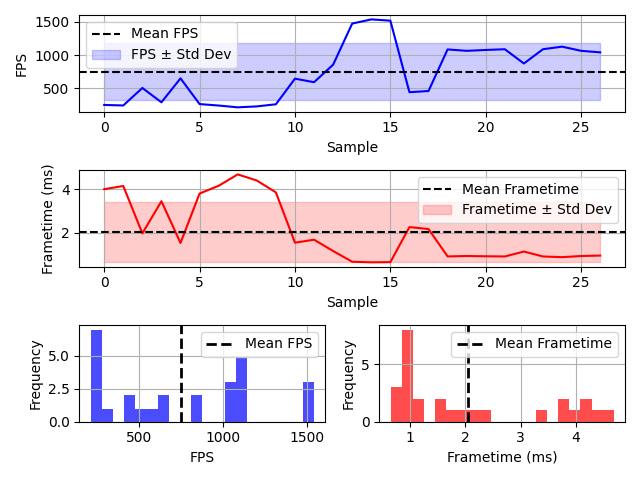 1500
1000
500
FPS
Mean FPS
FPS ± Std Dev
0 5 10 15 20 25
Sample
4
2
Frametime (ms)
Mean Frametime
Frametime ± Std Dev
0 5 10 15 20 25
Sample
5.0
2.5
0.0
Frequency
Mean FPS
500 1000 1500
FPS
5
0
Frequency
Mean Frametime
1 2 3 4
Frametime (ms)